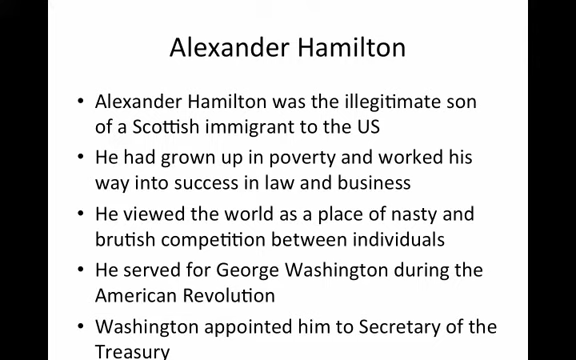 Alexander Hamilton
• Alexander Hamilton was the illegitimate son
of a Scottish immigrant to the US
• He had grown up in poverty and worked his
way into success in law and business
• He viewed the world as a place of nasty and
brutish competition between individuals
• He served for George Washington during the
American Revolution
• Washington appointed him to Secretary of the
Treasury